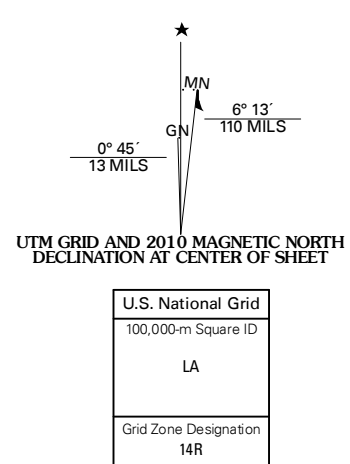 ★
MN
6° 13´
110 MILS
GN
0° 45´
13 MILS
UTM GRID AND 2010 MAGNETIC NORTH
DECLINATION AT CENTER OF SHEET
U.S. National Grid
100,000-m Square ID
LA
Grid Zone Designation
14R